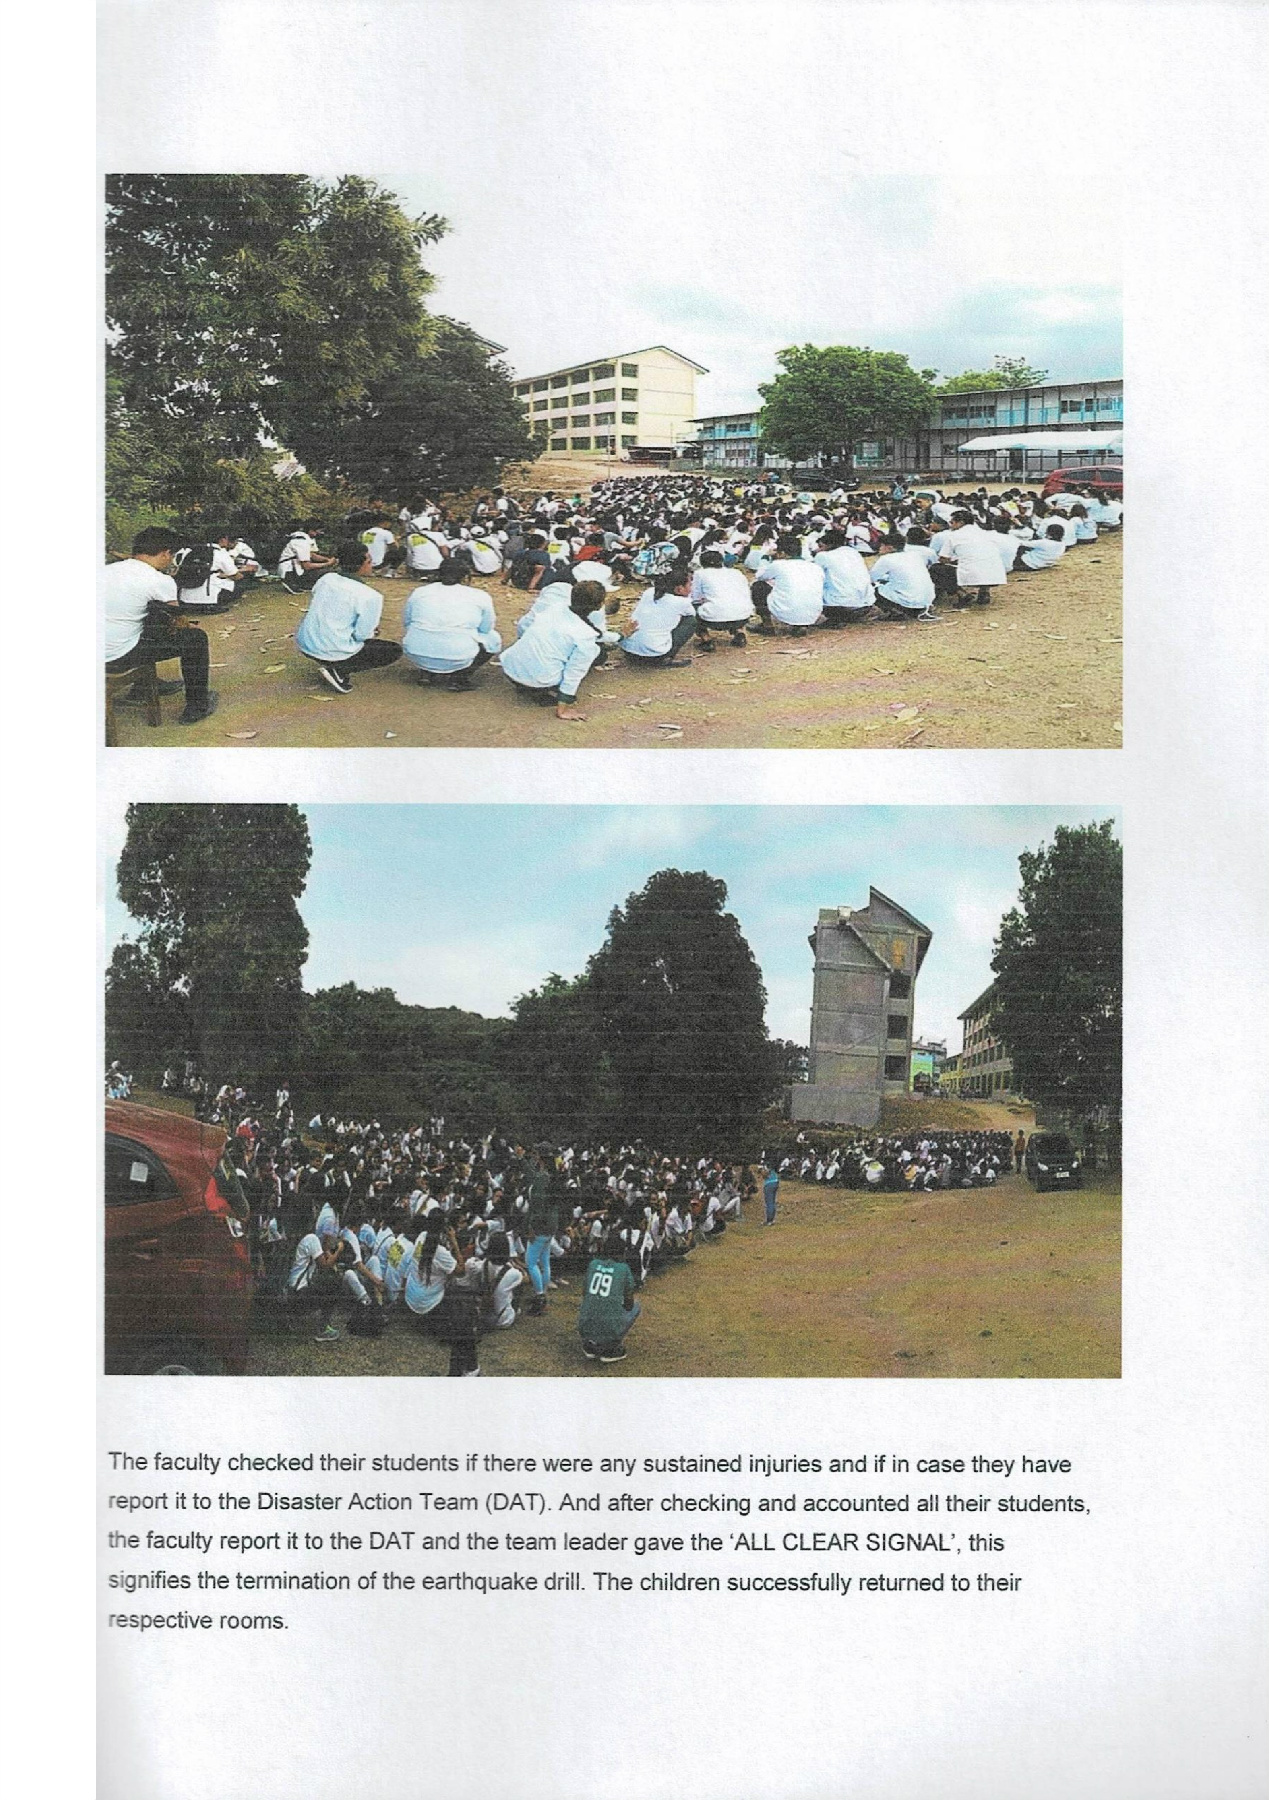 09
The faculty checked their students if there were any sustained injuries and if in case they have
report it to the Disaster Action Team (DAT). And after checking and accounted all their students,
the faculty report it to the DAT and the team leader gave the ‘ALL CLEAR SIGNAL’, this
signifies the termination of the earthquake drill. The children successfully returned to their
respective rooms.